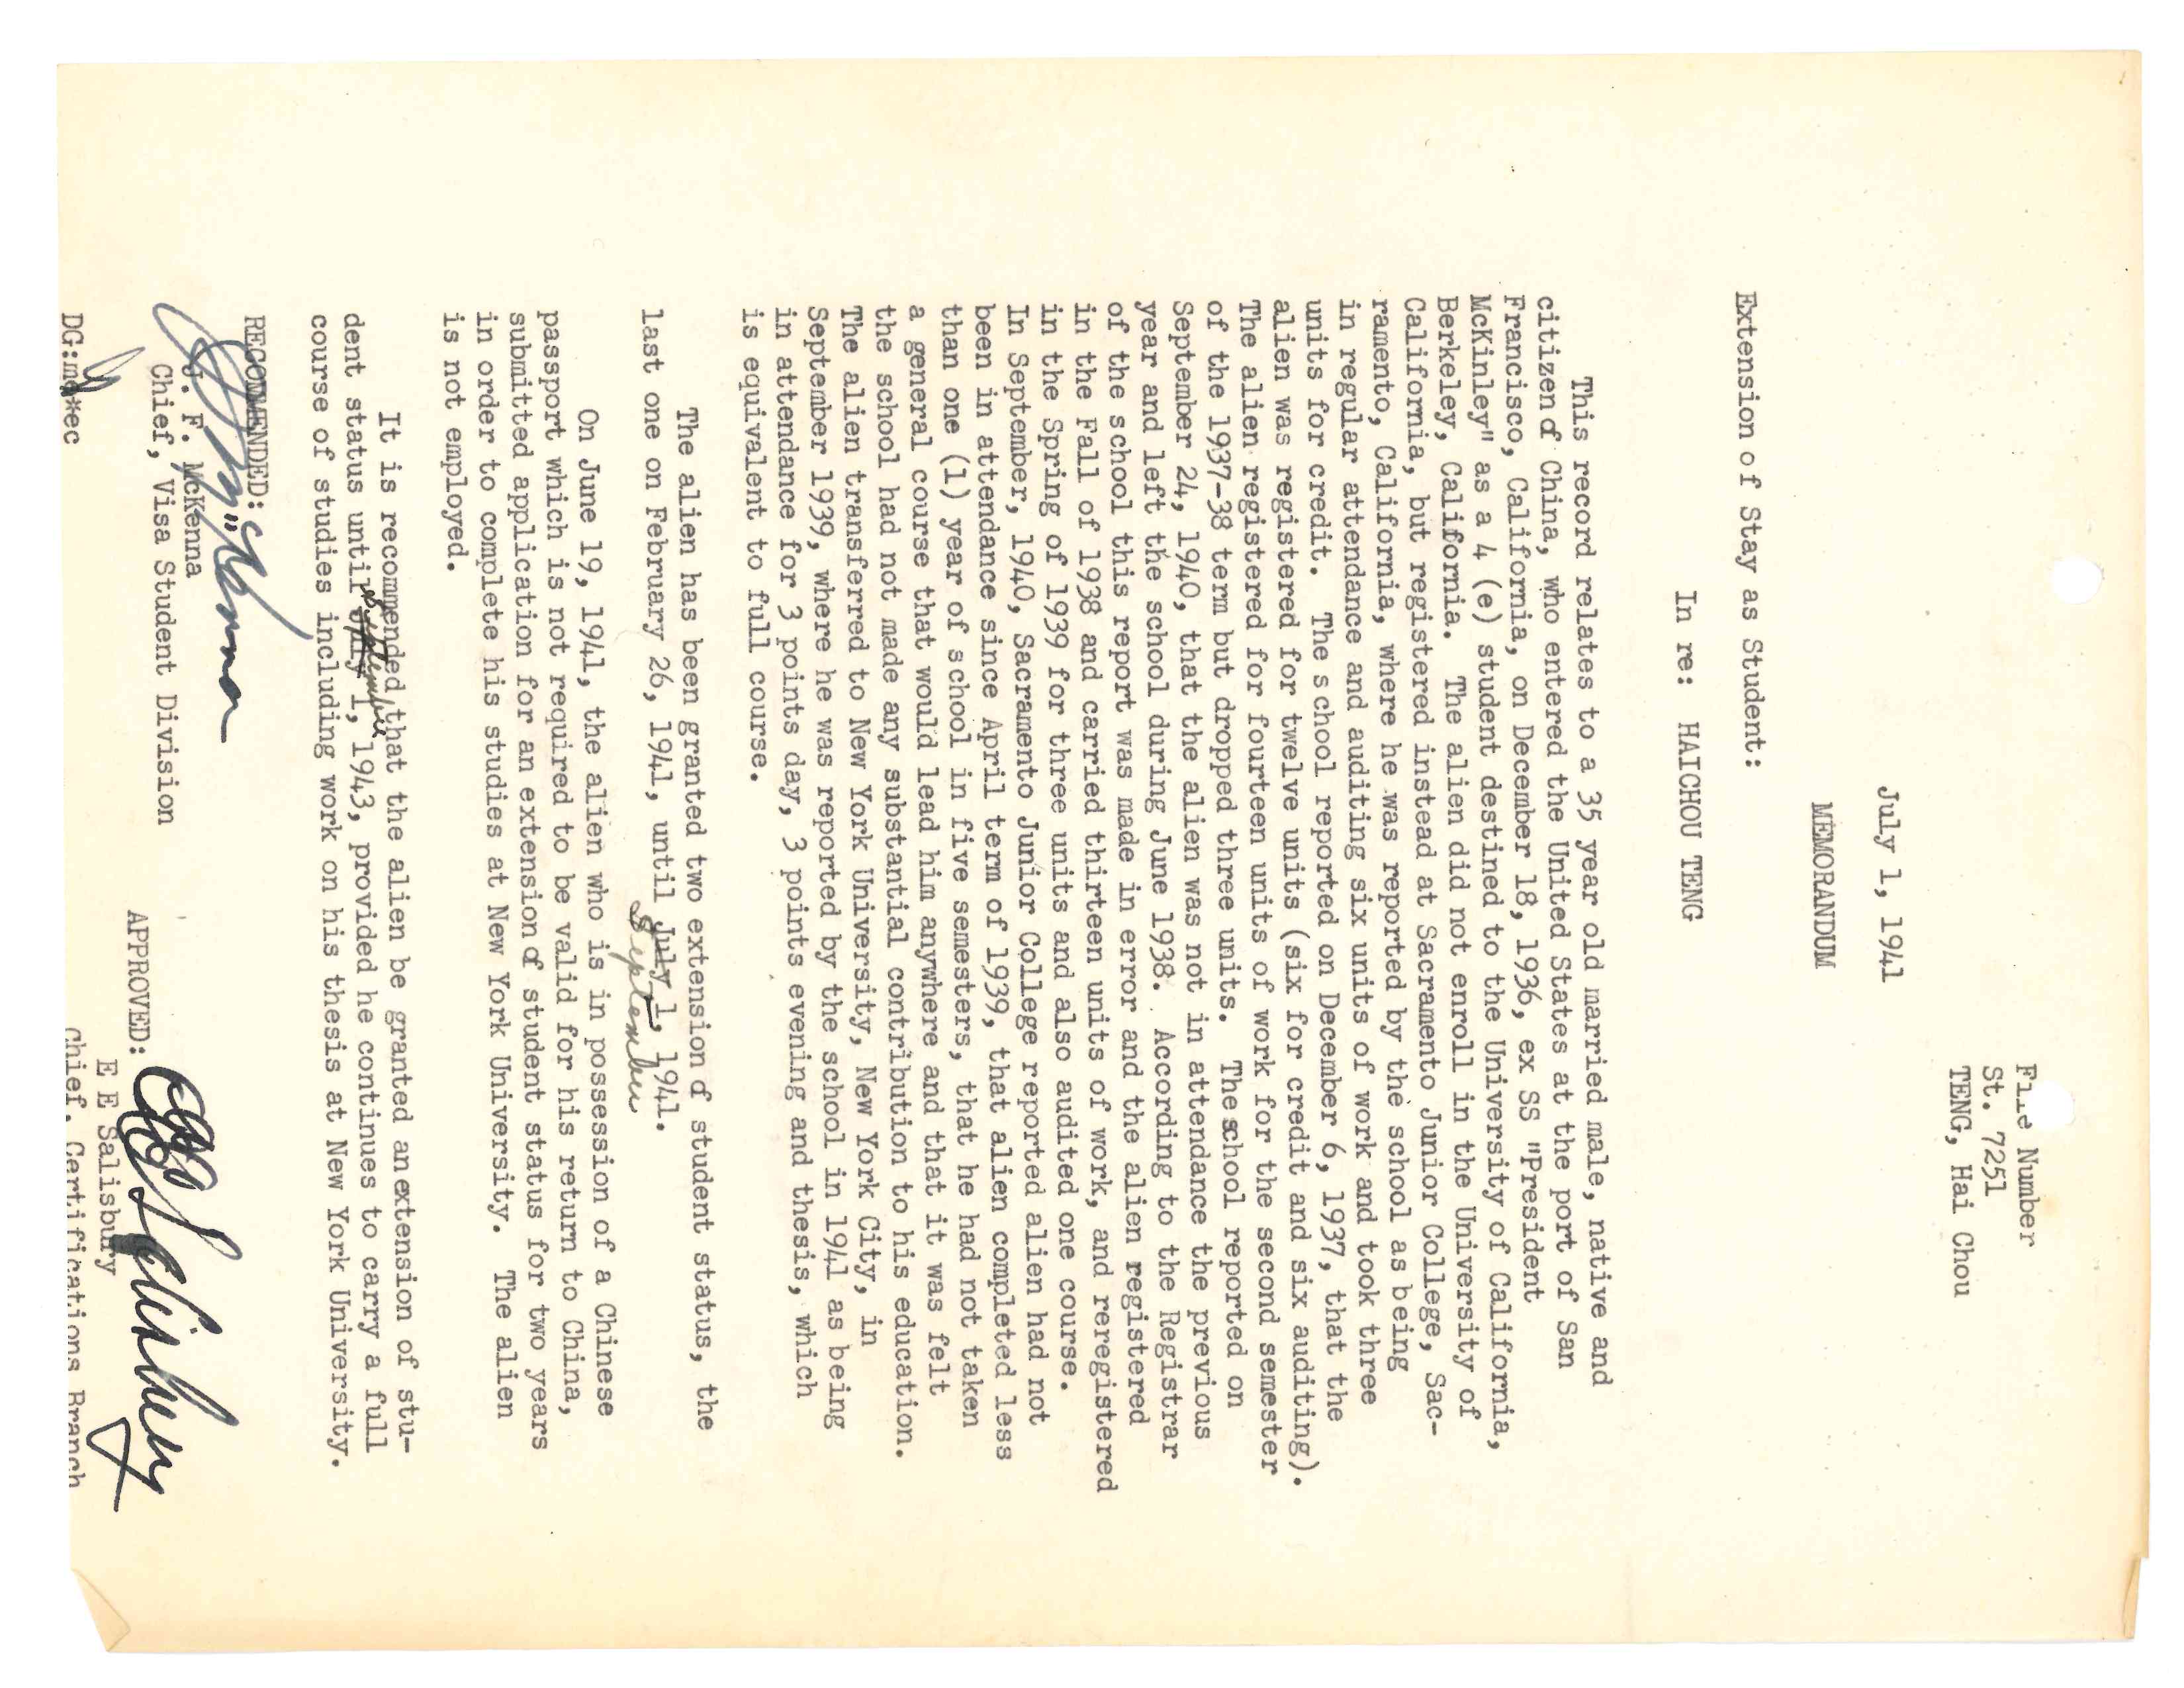 File Number
St. 7251
TENG, Hai Chou
July 1, 1941
MEMORANDUM
Extension of Stay as Student:
In re: HAICHOU TENG
This record relates to a 35 year old married male, native and
citizen of China, who entered the United States at the port of San
Francisco, California, on December 18, 1936, ex SS "President
McKinley" as a 4 (e) student destined to the University of California,
Berkeley, California. The alien did not enroll in the University of
California, but registered instead at Sacramento Junior College, Sac-
ramento, California, where he was reported by the school as being
in regular attendance and auditing six units of work and took three
units for credit. The school reported on December 6, 1937, that the
alien was registered for twelve units (six for credit and six auditing).
The alien registered for fourteen units of work for the second semester
of the 1937-38 term but dropped three units. The school reported on
September 24, 1940, that the alien was not in attendance the previous
year and left the school during June 1938. According to the Registrar
of the school this report was made in error and the alien registered
in the Fall of 1938 and carried thirteen units of work, and reregistered
in the Spring of 1939 for three units and also audited one course.
In September, 1940, Sacramento Junior College reported alien had not
been in attendance since April term of 1939, that alien completed less
than one (1) year of school in five semesters, that he had not taken
a general course that would lead him anywhere and that it was felt
the school had not made any substantial contribution to his education.
The alien transferred to New York University, New York City, in
September 1939, where he was reported by the school in 1941 as being
in attendance for 3 points day, 3 points evening and thesis, which
is equivalent to full course.
The alien has been granted two extension of student status, the
last one on February 26, 1941, until July 1, 1941.
September
On June 19, 1941, the alien who is in possession of a Chinese
passport which is not required to be valid for his return to China,
submitted application for an extension of student status for two years
in order to complete his studies at New York University. The alien
is not employed.
It is recommended that the alien be granted an extension of stu-
September
dent status until July 1, 1943, provided he continues to carry a full
course of studies including work on his thesis at New York University.
RECOMMENDED:
J F McKenna
J. F. McKenna
Chief, Visa Student Division
E E Salisbury
APPROVED:
E E Salisbury
Chief, Certifications Branch